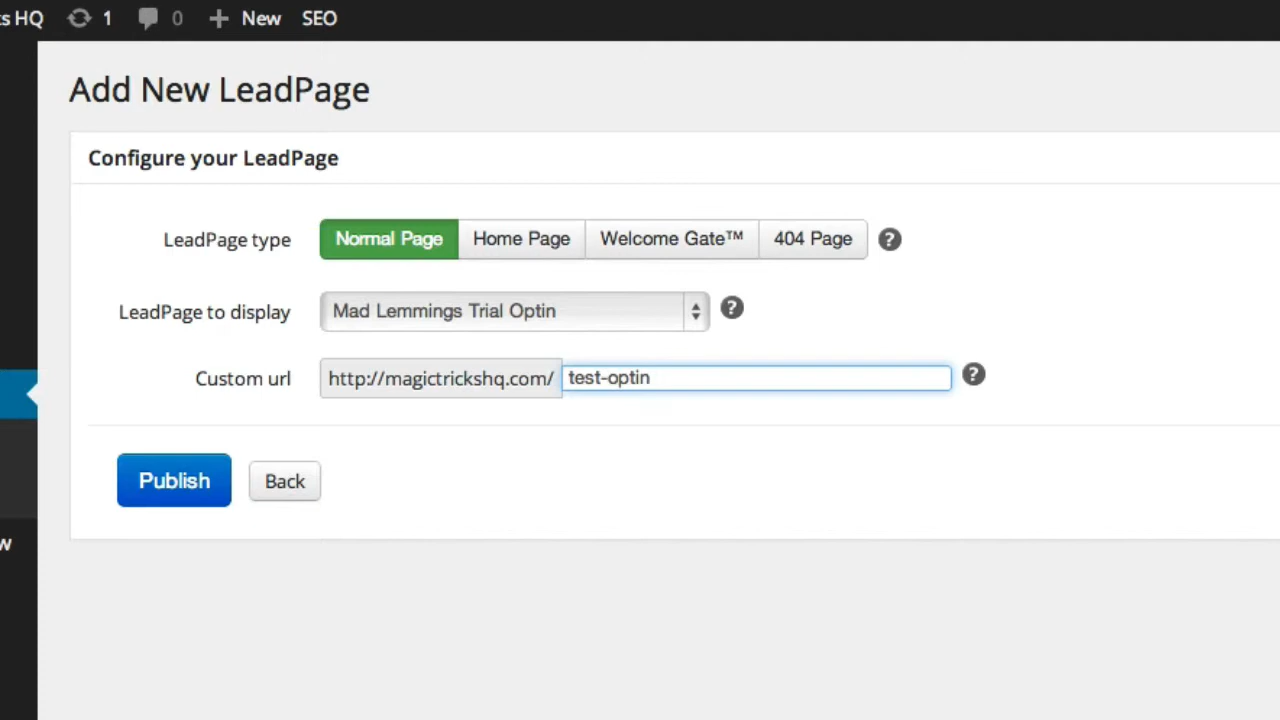 s HQ 1 0 New SEO
Add New LeadPage
Configure your LeadPage
LeadPage type Normal Page Home Page Welcome Gate™ 404 Page ?
LeadPage to display Mad Lemmings Trial Optin ?
Custom url http://magictrickshq.com/ test-optin ?
Publish Back
w